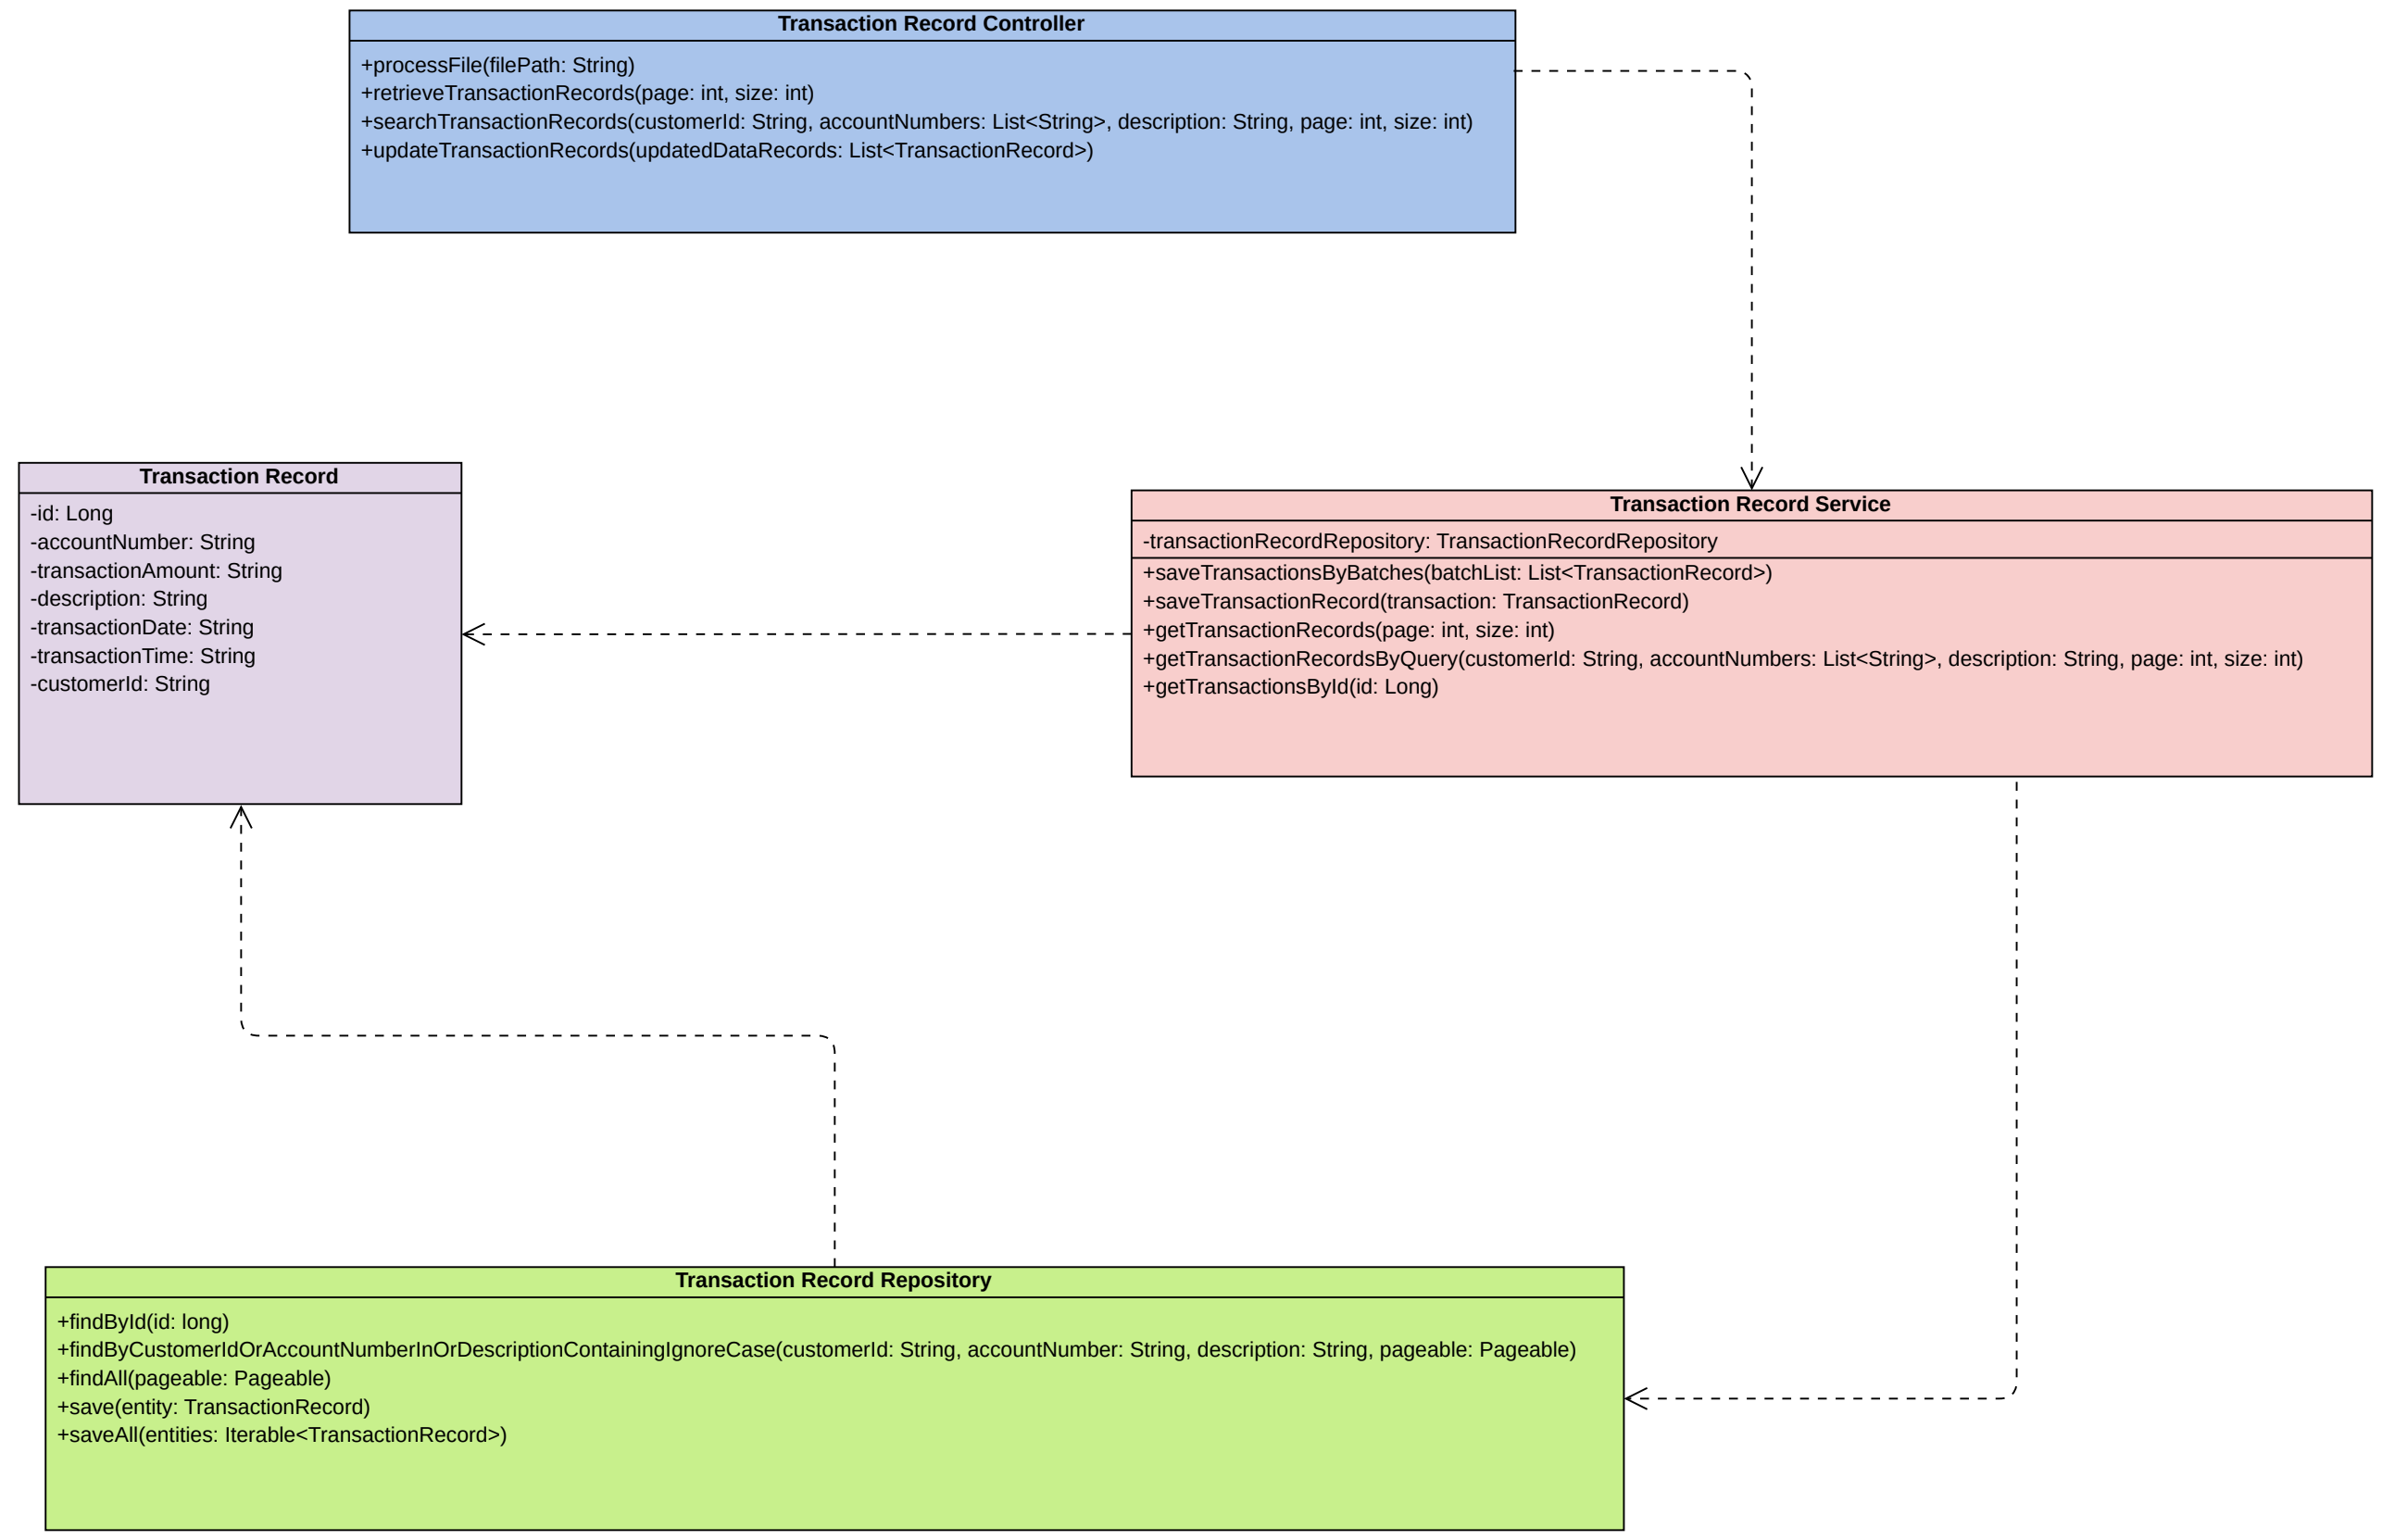 Transaction Record Controller
+processFile(filePath: String)
+retrieveTransactionRecords(page: int, size: int)
+searchTransactionRecords(customerId: String, accountNumbers: List<String>, description: String, page: int, size: int)
+updateTransactionRecords(updatedDataRecords: List<TransactionRecord>)
Transaction Record
-id: Long
-accountNumber: String
-transactionAmount: String
-description: String
-transactionDate: String
-transactionTime: String
-customerId: String
Transaction Record Service
-transactionRecordRepository: TransactionRecordRepository
+saveTransactionsByBatches(batchList: List<TransactionRecord>)
+saveTransactionRecord(transaction: TransactionRecord)
+getTransactionRecords(page: int, size: int)
+getTransactionRecordsByQuery(customerId: String, accountNumbers: List<String>, description: String, page: int, size: int)
+getTransactionsById(id: Long)
Transaction Record Repository
+findById(id: long)
+findByCustomerIdOrAccountNumberInOrDescriptionContainingIgnoreCase(customerId: String, accountNumber: String, description: String, pageable: Pageable)
+findAll(pageable: Pageable)
+save(entity: TransactionRecord)
+saveAll(entities: Iterable<TransactionRecord>)